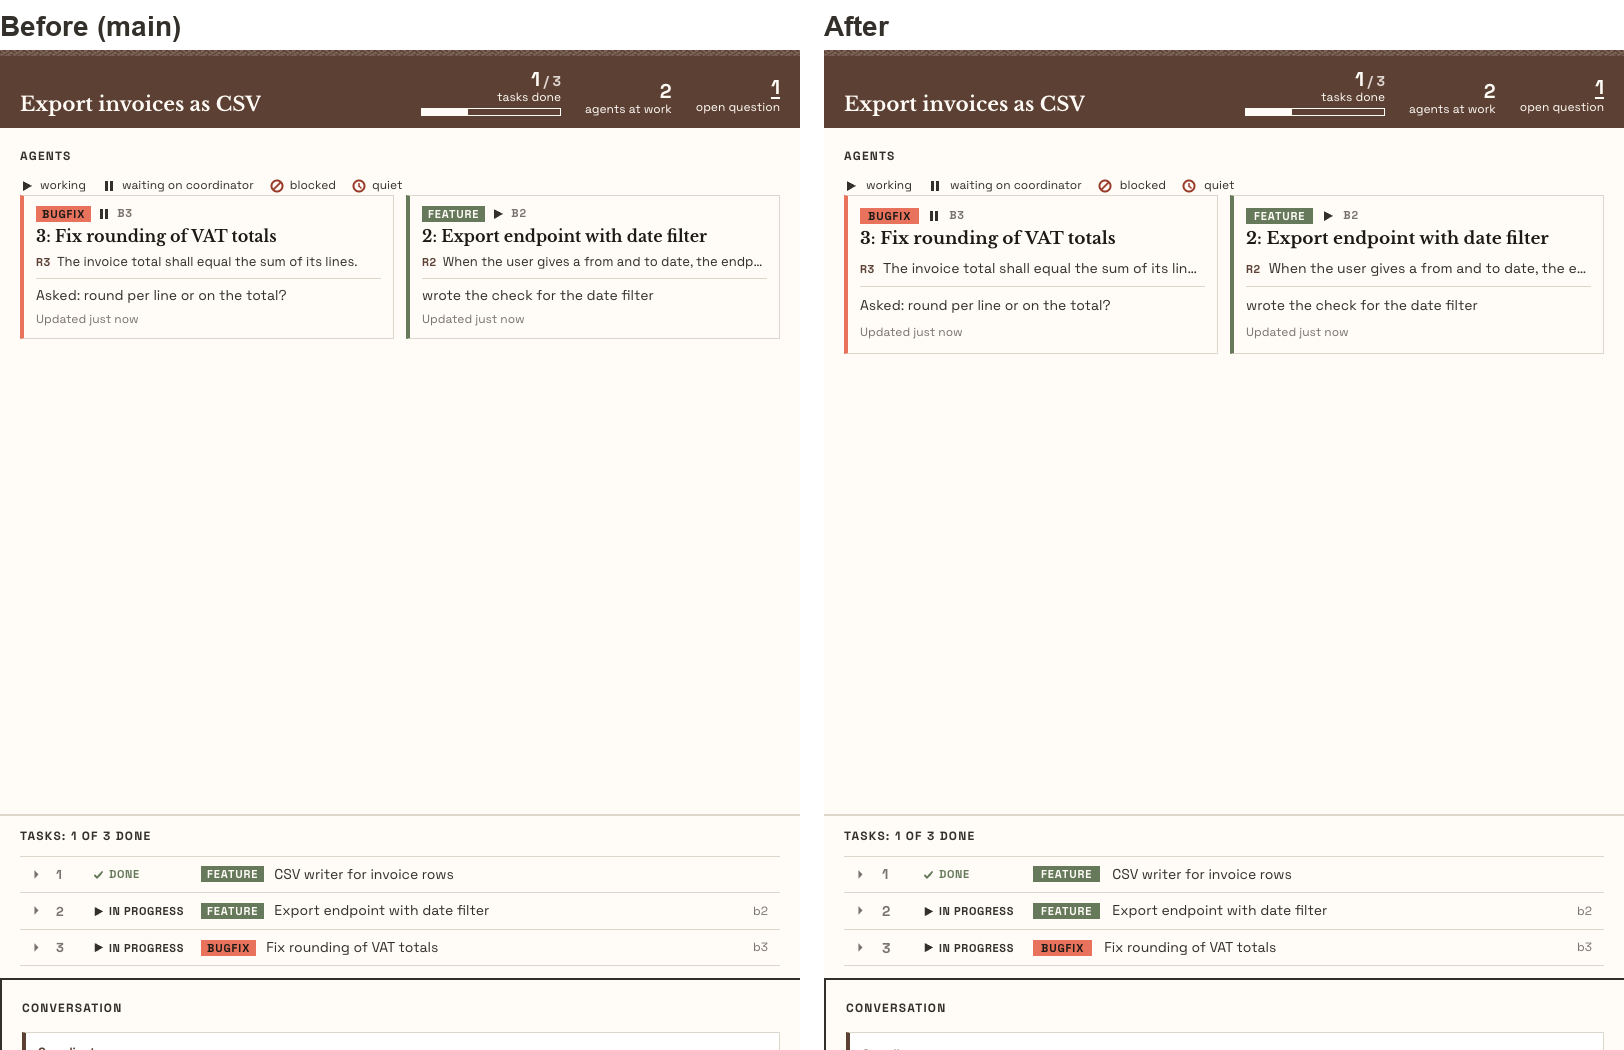 Before (main)
Export invoices as CSV
1 / 3
tasks done
2
agents at work
1
open question
AGENTS
working
waiting on coordinator
blocked
quiet
BUGFIX B3
3: Fix rounding of VAT totals
R3 The invoice total shall equal the sum of its lines.
Asked: round per line or on the total?
Updated just now
FEATURE B2
2: Export endpoint with date filter
R2 When the user gives a from and to date, the endp...
wrote the check for the date filter
Updated just now
TASKS: 1 OF 3 DONE
1 DONE FEATURE CSV writer for invoice rows
2 IN PROGRESS FEATURE Export endpoint with date filter b2
3 IN PROGRESS BUGFIX Fix rounding of VAT totals b3
CONVERSATION
After
Export invoices as CSV
1 / 3
tasks done
2
agents at work
1
open question
AGENTS
working
waiting on coordinator
blocked
quiet
BUGFIX B3
3: Fix rounding of VAT totals
R3 The invoice total shall equal the sum of its lin...
Asked: round per line or on the total?
Updated just now
FEATURE B2
2: Export endpoint with date filter
R2 When the user gives a from and to date, the e...
wrote the check for the date filter
Updated just now
TASKS: 1 OF 3 DONE
1 DONE FEATURE CSV writer for invoice rows
2 IN PROGRESS FEATURE Export endpoint with date filter b2
3 IN PROGRESS BUGFIX Fix rounding of VAT totals b3
CONVERSATION